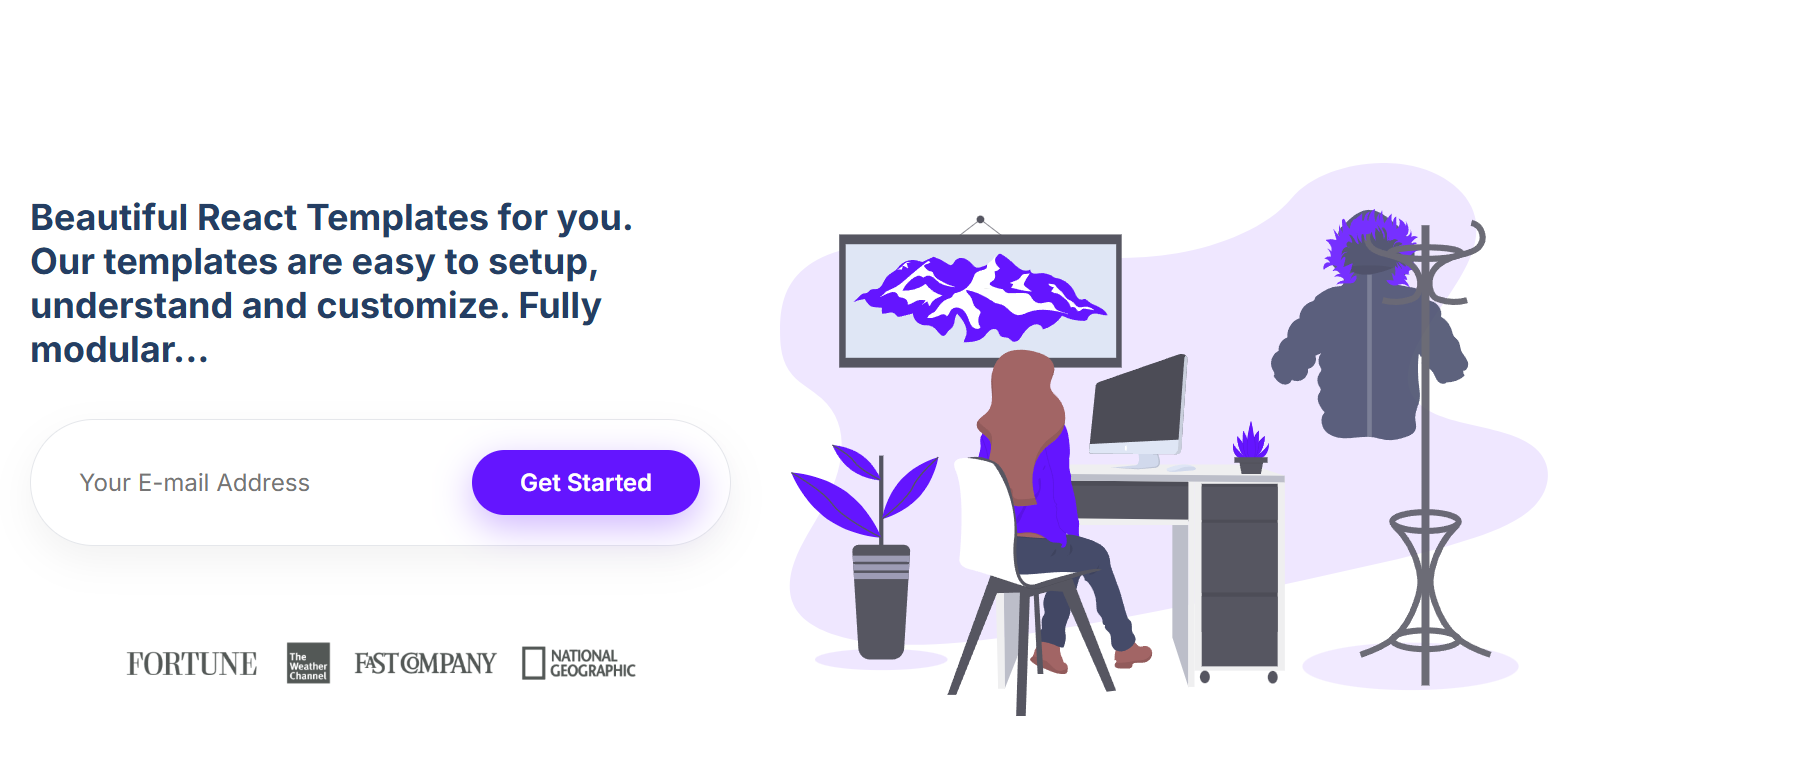 Beautiful React Templates for you.
Our templates are easy to setup,
understand and customize. Fully
modular...
Your E-mail Address
Get Started
FORTUNE
The
Weather
Channel
FAST COMPANY
NATIONAL
GEOGRAPHIC